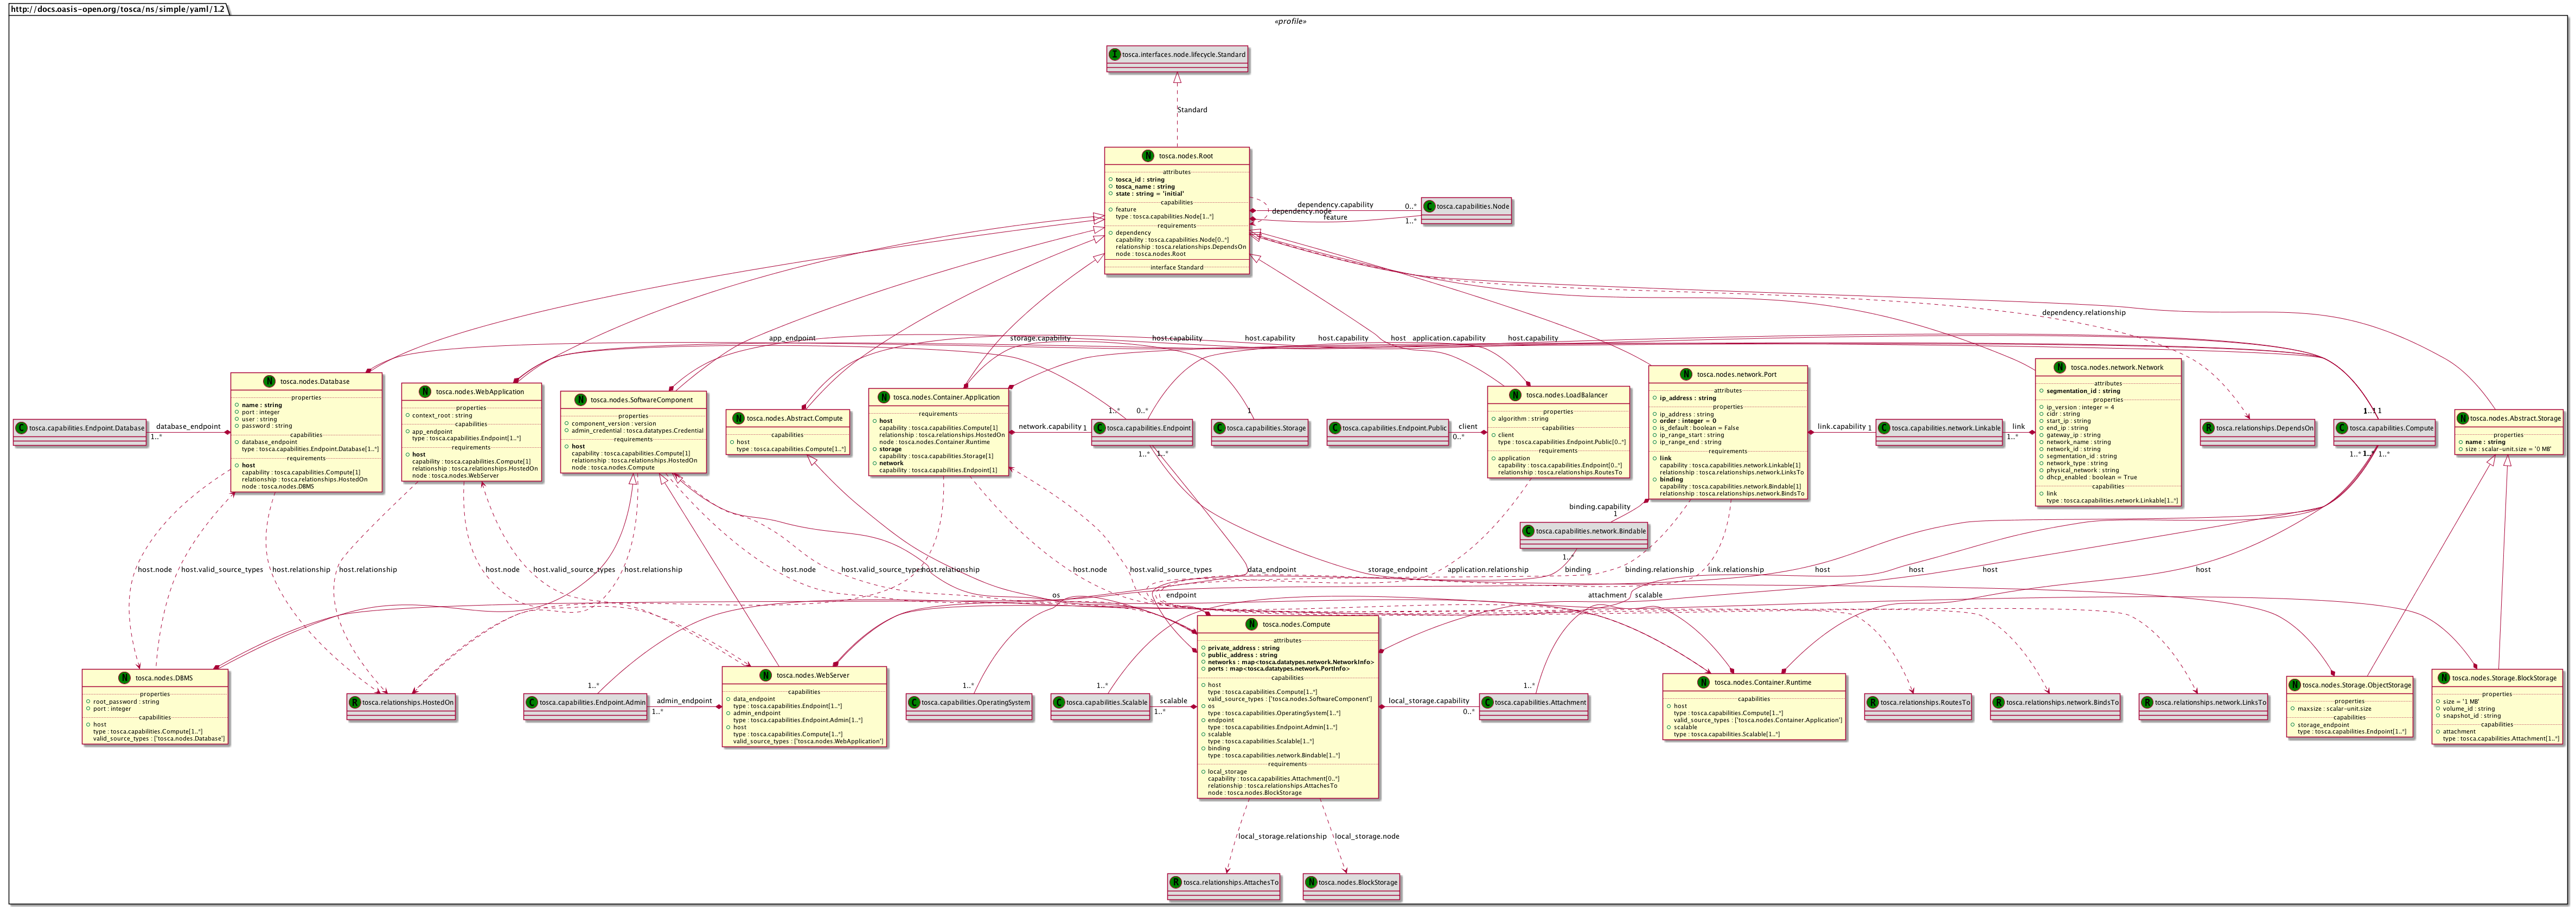 http://docs.oasis-open.org/tosca/ns/simple/yaml/1.2
«profile»
I tosca.interfaces.node.lifecycle.Standard
Standard
N tosca.nodes.Root
attributes
tosca_id : string
tosca_name : string
state : string = 'initial'
capabilities
feature
type : tosca.capabilities.Node[1..*]
requirements
dependency
capability : tosca.capabilities.Node[0..*]
relationship : tosca.relationships.DependsOn
node : tosca.nodes.Root
interface Standard
dependency.node
dependency.capability
0..*
feature
1..*
C tosca.capabilities.Node
dependency.relationship
app_endpoint
storage.capability
host.capability
host.capability
host.capability
host
application.capability
host.capability
C tosca.capabilities.Endpoint.Database
1..*
database_endpoint
N tosca.nodes.Database
properties
name : string
port : integer
user : string
password : string
capabilities
database_endpoint
type : tosca.capabilities.Endpoint.Database[1..*]
requirements
host
capability : tosca.capabilities.Compute[1]
relationship : tosca.relationships.HostedOn
node : tosca.nodes.DBMS
N tosca.nodes.WebApplication
properties
context_root : string
capabilities
app_endpoint
type : tosca.capabilities.Endpoint[1..*]
requirements
host
capability : tosca.capabilities.Compute[1]
relationship : tosca.relationships.HostedOn
node : tosca.nodes.WebServer
N tosca.nodes.SoftwareComponent
properties
component_version : version
admin_credential : tosca.datatypes.Credential
requirements
host
capability : tosca.capabilities.Compute[1]
relationship : tosca.relationships.HostedOn
node : tosca.nodes.Compute
N tosca.nodes.Abstract.Compute
capabilities
host
type : tosca.capabilities.Compute[1..*]
N tosca.nodes.Container.Application
requirements
host
capability : tosca.capabilities.Compute[1]
relationship : tosca.relationships.HostedOn
node : tosca.nodes.Container.Runtime
storage
capability : tosca.capabilities.Storage[1]
network
capability : tosca.capabilities.Endpoint[1]
network.capability
1
1..*
0..*
C tosca.capabilities.Endpoint
1..*
1..*
1
C tosca.capabilities.Storage
C tosca.capabilities.Endpoint.Public
client
0..*
N tosca.nodes.LoadBalancer
properties
algorithm : string
capabilities
client
type : tosca.capabilities.Endpoint.Public[0..*]
requirements
application
capability : tosca.capabilities.Endpoint[0..*]
relationship : tosca.relationships.RoutesTo
N tosca.nodes.network.Port
attributes
ip_address : string
properties
ip_address : string
order : integer = 0
is_default : boolean = False
ip_range_start : string
ip_range_end : string
requirements
link
capability : tosca.capabilities.network.Linkable[1]
relationship : tosca.relationships.network.LinksTo
binding
capability : tosca.capabilities.network.Bindable[1]
relationship : tosca.relationships.network.BindsTo
link.capability
1
C tosca.capabilities.network.Linkable
link
1..*
N tosca.nodes.network.Network
attributes
segmentation_id : string
properties
ip_version : integer = 4
cidr : string
start_ip : string
end_ip : string
gateway_ip : string
network_name : string
network_id : string
segmentation_id : string
network_type : string
physical_network : string
dhcp_enabled : boolean = True
capabilities
link
type : tosca.capabilities.network.Linkable[1..*]
R tosca.relationships.DependsOn
C tosca.capabilities.Compute
1..*
1..*
N tosca.nodes.Abstract.Storage
properties
name : string
size : scalar-unit.size = '0 MB'
binding.capability
1
C tosca.capabilities.network.Bindable
1..*
host.node
host.valid_source_types
host.relationship
host.relationship
host.node
host.valid_source_types
host.relationship
host.node
host.valid_source_types
host.relationship
host.node
host.valid_source_types
data_endpoint
storage_endpoint
application.relationship
binding
binding.relationship
link.relationship
host
host
host
host
os
endpoint
attachment
scalable
N tosca.nodes.DBMS
properties
root_password : string
port : integer
capabilities
host
type : tosca.capabilities.Compute[1..*]
valid_source_types : ['tosca.nodes.Database']
R tosca.relationships.HostedOn
1..*
C tosca.capabilities.Endpoint.Admin
admin_endpoint
1..*
N tosca.nodes.WebServer
capabilities
data_endpoint
type : tosca.capabilities.Endpoint[1..*]
admin_endpoint
type : tosca.capabilities.Endpoint.Admin[1..*]
host
type : tosca.capabilities.Compute[1..*]
valid_source_types : ['tosca.nodes.WebApplication']
1..*
C tosca.capabilities.OperatingSystem
1..*
C tosca.capabilities.Scalable
scalable
1..*
N tosca.nodes.Compute
attributes
private_address : string
public_address : string
networks : map<tosca.datatypes.network.NetworkInfo>
ports : map<tosca.datatypes.network.PortInfo>
capabilities
host
type : tosca.capabilities.Compute[1..*]
valid_source_types : ['tosca.nodes.SoftwareComponent']
os
type : tosca.capabilities.OperatingSystem[1..*]
endpoint
type : tosca.capabilities.Endpoint.Admin[1..*]
scalable
type : tosca.capabilities.Scalable[1..*]
binding
type : tosca.capabilities.network.Bindable[1..*]
requirements
local_storage
capability : tosca.capabilities.Attachment[0..*]
relationship : tosca.relationships.AttachesTo
node : tosca.nodes.BlockStorage
local_storage.capability
0..*
1..*
C tosca.capabilities.Attachment
N tosca.nodes.Container.Runtime
capabilities
host
type : tosca.capabilities.Compute[1..*]
valid_source_types : ['tosca.nodes.Container.Application']
scalable
type : tosca.capabilities.Scalable[1..*]
R tosca.relationships.RoutesTo
R tosca.relationships.network.BindsTo
R tosca.relationships.network.LinksTo
N tosca.nodes.Storage.ObjectStorage
properties
maxsize : scalar-unit.size
capabilities
storage_endpoint
type : tosca.capabilities.Endpoint[1..*]
N tosca.nodes.Storage.BlockStorage
properties
size = '1 MB'
volume_id : string
snapshot_id : string
capabilities
attachment
type : tosca.capabilities.Attachment[1..*]
local_storage.relationship
local_storage.node
R tosca.relationships.AttachesTo
N tosca.nodes.BlockStorage